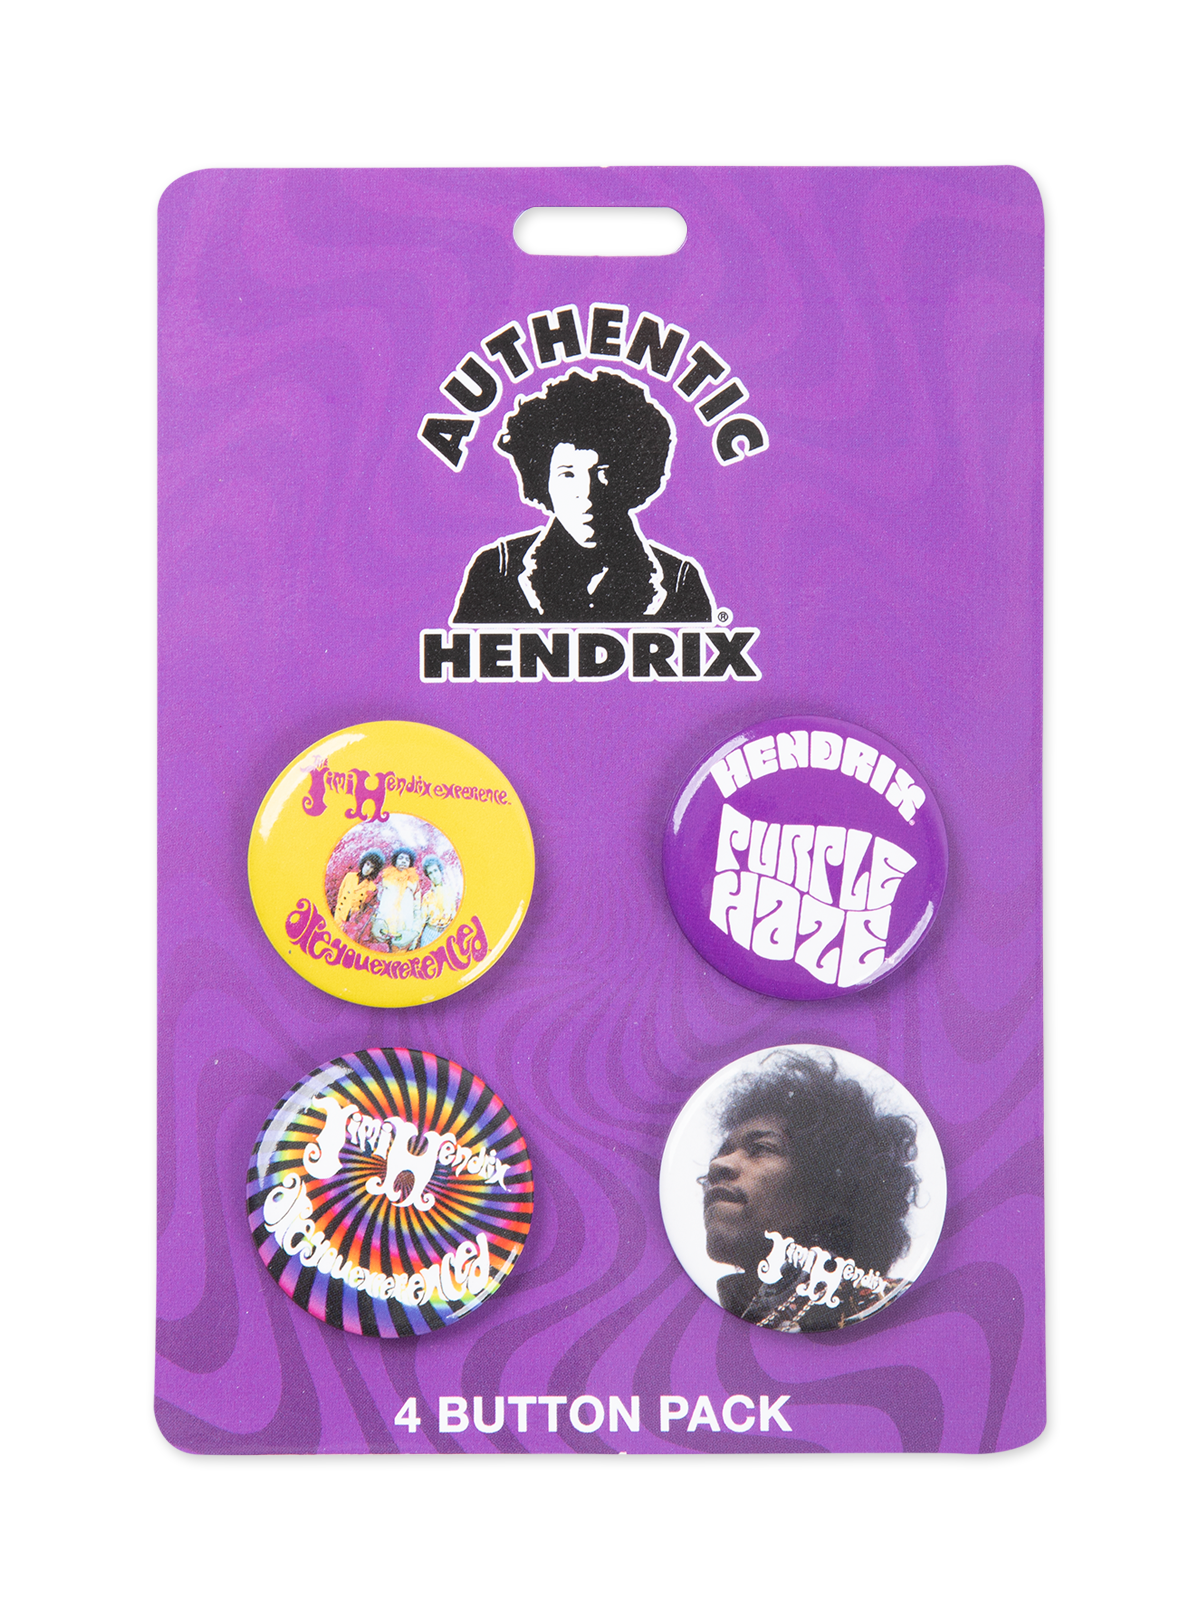 AUTHENTIC
®
HENDRIX
The
Jimi Hendrix experience.
are you experienced
HENDRIX
PURPLE
HAZE
Jimi Hendrix
are you experienced
Jimi Hendrix
4 BUTTON PACK